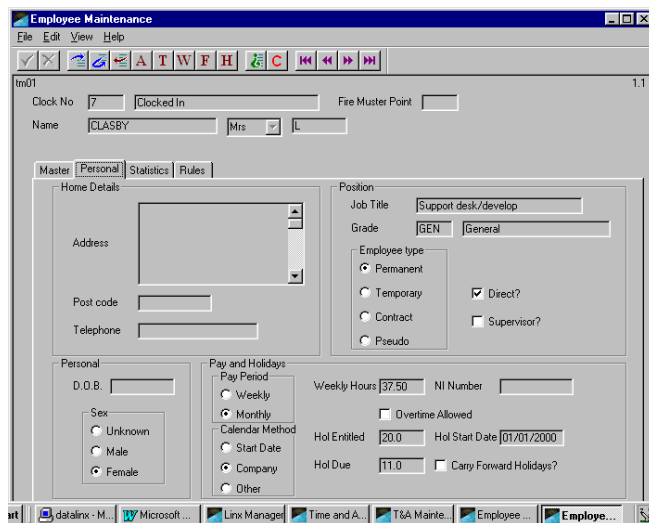 Employee Maintenance
File Edit View Help
A T W F H C
tm01 1.1
Clock No 7 Clocked In Fire Muster Point
Name CLASBY Mrs L
Master Personal Statistics Rules
Home Details
Address
Post code
Telephone
Position
Job Title Support desk/develop
Grade GEN General
Employee type
Permanent
Temporary
Contract
Pseudo
Direct?
Supervisor?
Personal
D.O.B.
Sex
Unknown
Male
Female
Pay and Holidays
Pay Period
Weekly
Monthly
Calendar Method
Start Date
Company
Other
Weekly Hours 37.50 NI Number
Overtime Allowed
Hol Entitled 20.0 Hol Start Date 01/01/2000
Hol Due 11.0 Carry Forward Holidays?
art datalinx - M... Microsoft ... Linx Manager Time and A... T&A Mainte... Employee ... Employe...